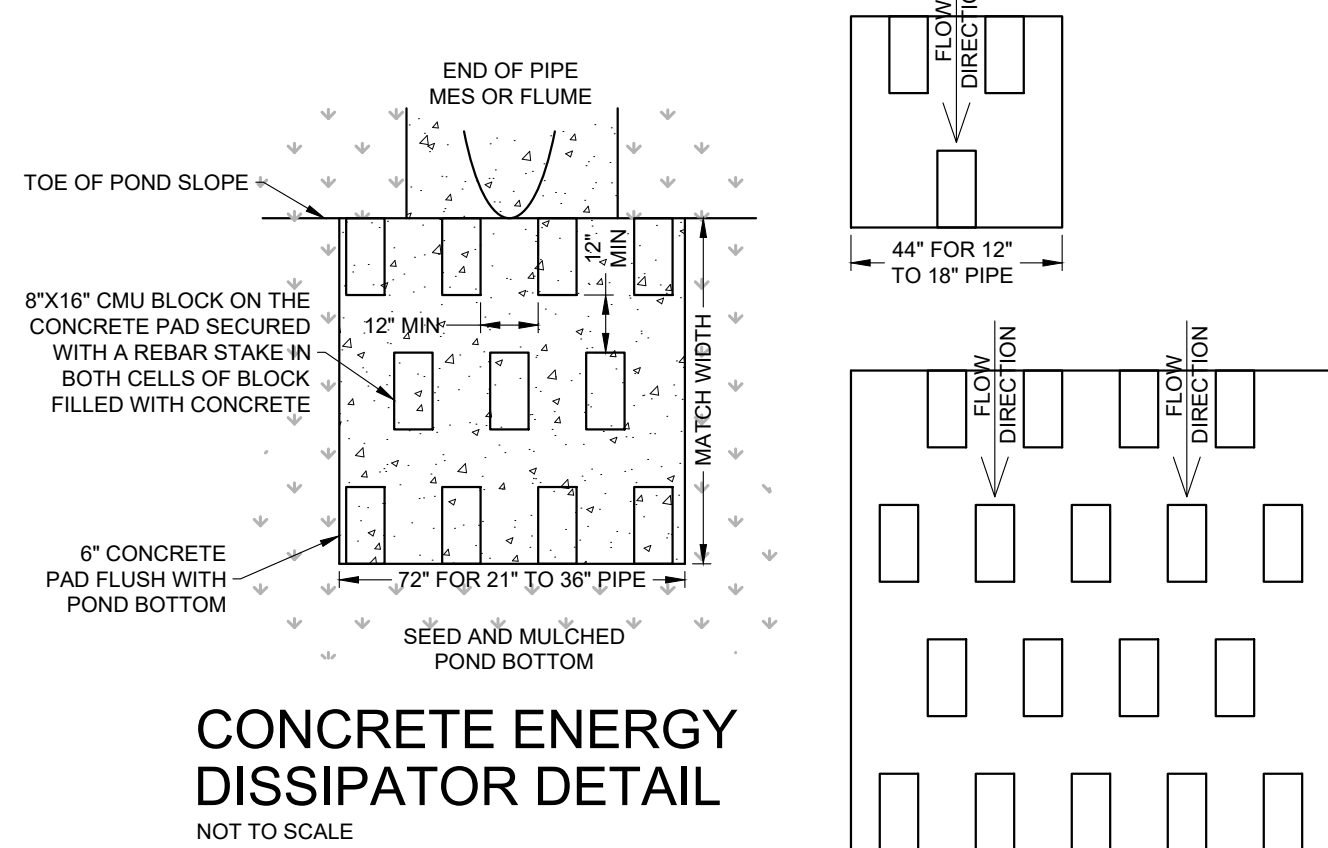 END OF PIPE
MES OR FLUME
TOE OF POND SLOPE
12"
MIN
8"X16" CMU BLOCK ON THE
CONCRETE PAD SECURED
WITH A REBAR STAKE IN
BOTH CELLS OF BLOCK
FILLED WITH CONCRETE
12" MIN
MATCH WIDTH
6" CONCRETE
PAD FLUSH WITH
POND BOTTOM
72" FOR 21" TO 36" PIPE
SEED AND MULCHED
POND BOTTOM
CONCRETE ENERGY
DISSIPATOR DETAIL
NOT TO SCALE
FLOW
DIRECTION
44" FOR 12"
TO 18" PIPE
FLOW
DIRECTION
FLOW
DIRECTION